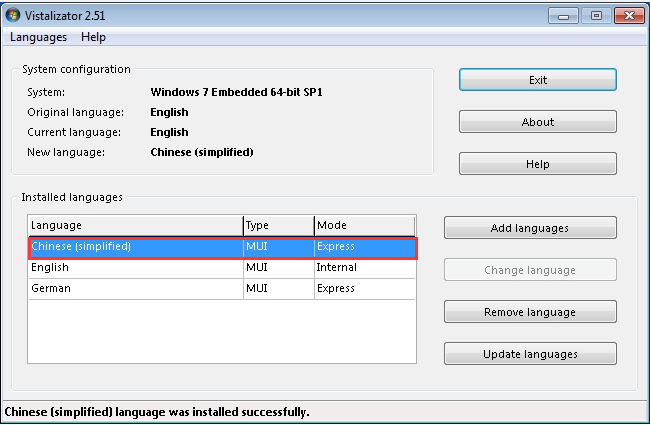 Vistalizator 2.51
Languages Help
System configuration
System: Windows 7 Embedded 64-bit SP1
Original language: English
Current language: English
New language: Chinese (simplified)
Exit
About
Help
Installed languages
Language Type Mode
Chinese (simplified) MUI Express
English MUI Internal
German MUI Express
Add languages
Change language
Remove language
Update languages
Chinese (simplified) language was installed successfully.